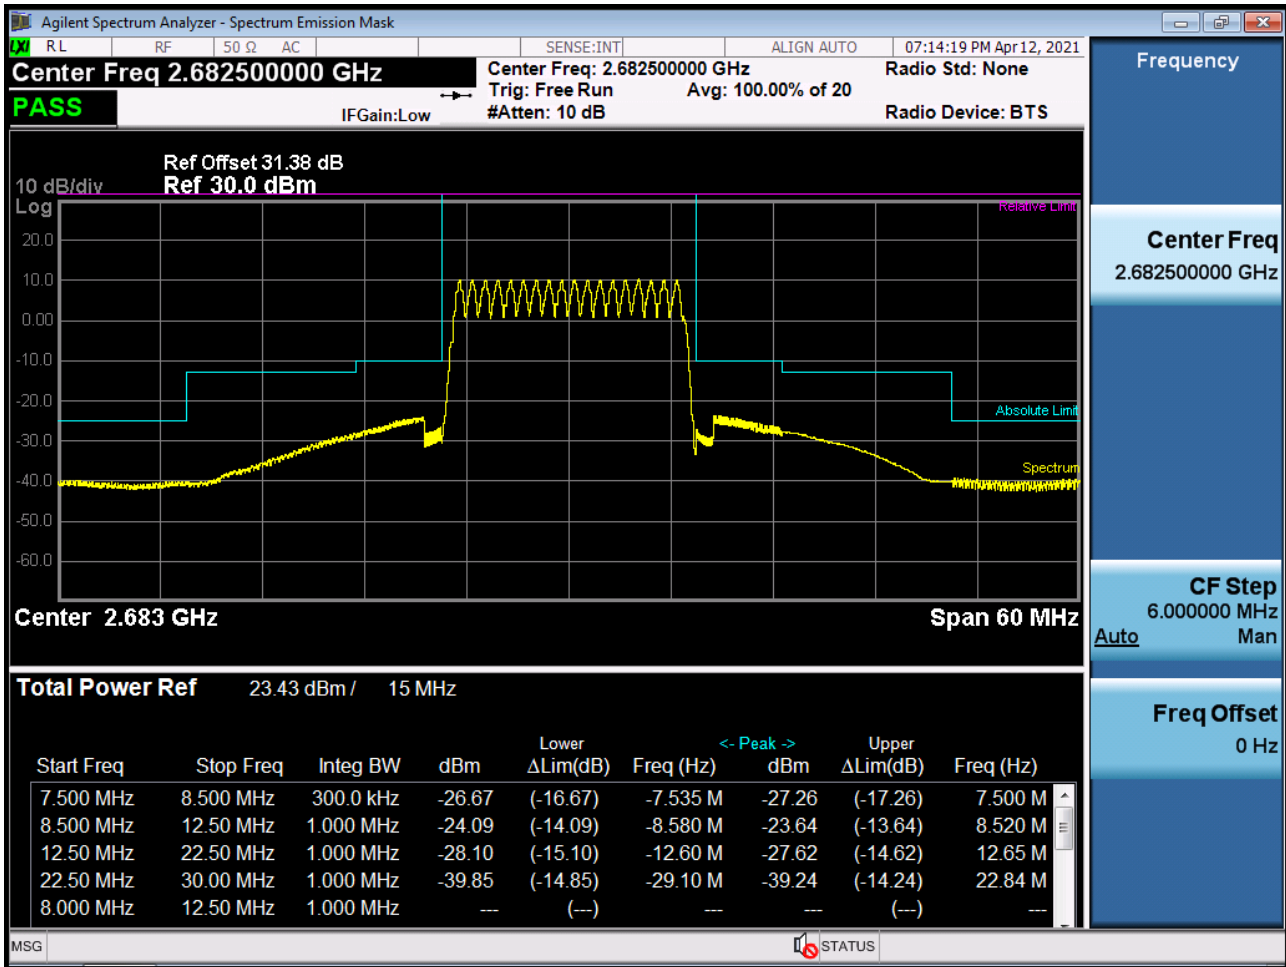 Agilent Spectrum Analyzer - Spectrum Emission Mask
LXI RL RF 50 Ω AC SENSE:INT ALIGN AUTO 07:14:19 PM Apr 12, 2021
Center Freq 2.682500000 GHz
Center Freq: 2.682500000 GHz Radio Std: None
Trig: Free Run Avg: 100.00% of 20
PASS IFGain:Low #Atten: 10 dB Radio Device: BTS
Ref Offset 31.38 dB
10 dB/div Ref 30.0 dBm
Log
Relative Limit
20.0
10.0
0.00
-10.0
-20.0
Absolute Limit
-30.0
Spectrum
-40.0
-50.0
-60.0
Center 2.683 GHz Span 60 MHz
Total Power Ref 23.43 dBm / 15 MHz
Lower <- Peak -> Upper
Start Freq Stop Freq Integ BW dBm ΔLim(dB) Freq (Hz) dBm ΔLim(dB) Freq (Hz)
7.500 MHz 8.500 MHz 300.0 kHz -26.67 (-16.67) -7.535 M -27.26 (-17.26) 7.500 M
8.500 MHz 12.50 MHz 1.000 MHz -24.09 (-14.09) -8.580 M -23.64 (-13.64) 8.520 M
12.50 MHz 22.50 MHz 1.000 MHz -28.10 (-15.10) -12.60 M -27.62 (-14.62) 12.65 M
22.50 MHz 30.00 MHz 1.000 MHz -39.85 (-14.85) -29.10 M -39.24 (-14.24) 22.84 M
8.000 MHz 12.50 MHz 1.000 MHz --- (---) --- --- (---) ---
MSG STATUS
Frequency
Center Freq
2.682500000 GHz
CF Step
6.000000 MHz
Auto Man
Freq Offset
0 Hz